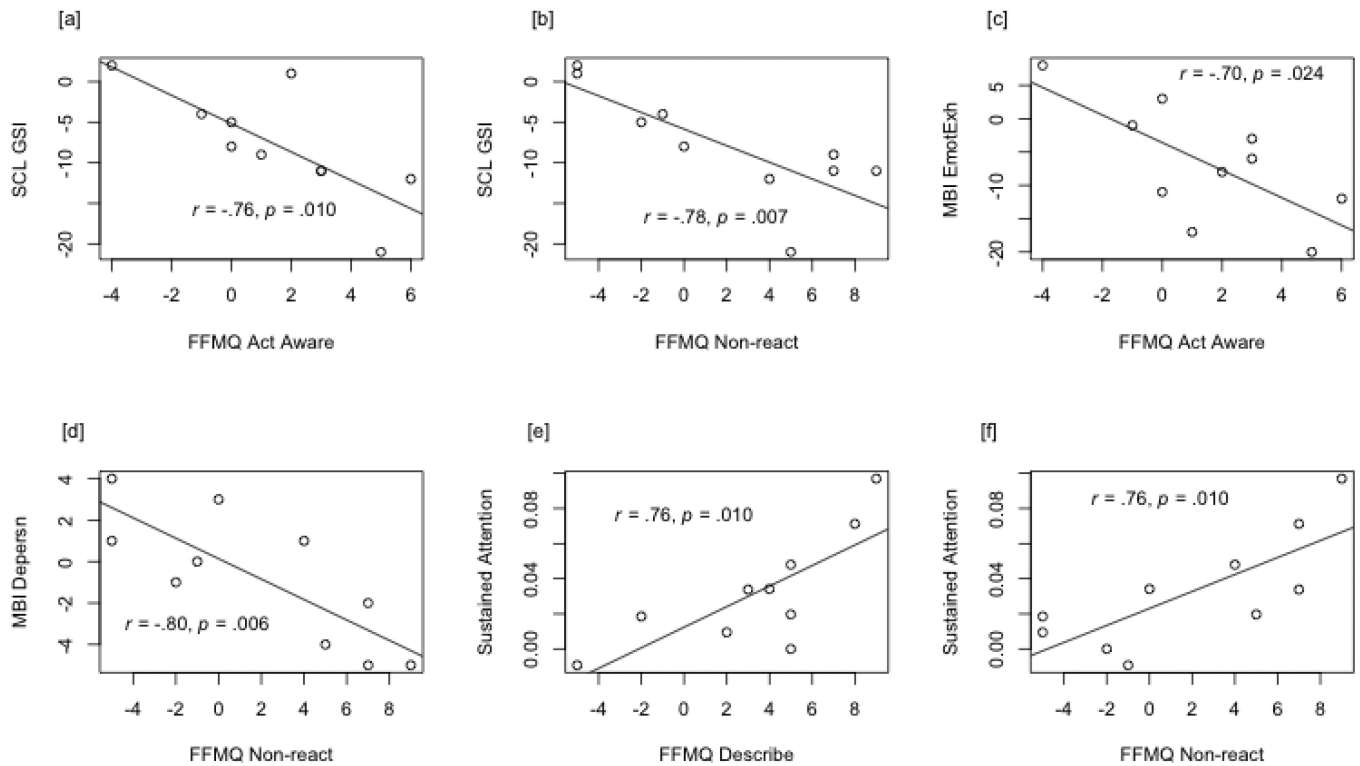 [a]
SCL GSI
0
-5
-10
-20
r = -.76, p = .010
-4 -2 0 2 4 6
FFMQ Act Aware
[b]
SCL GSI
0
-5
-10
-20
r = -.78, p = .007
-4 -2 0 2 4 6 8
FFMQ Non-react
[c]
MBI EmotExh
5
0
-10
-20
r = -.70, p = .024
-4 -2 0 2 4 6
FFMQ Act Aware
[d]
MBI Depersn
4
2
0
-2
-4
r = -.80, p = .006
-4 -2 0 2 4 6 8
FFMQ Non-react
[e]
Sustained Attention
0.08
0.04
0.00
r = .76, p = .010
-4 -2 0 2 4 6 8
FFMQ Describe
[f]
Sustained Attention
0.08
0.04
0.00
r = .76, p = .010
-4 -2 0 2 4 6 8
FFMQ Non-react